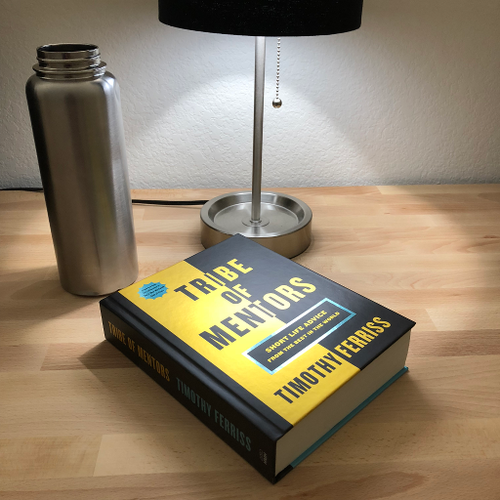 TRIBE
OF
MENTORS
SHORT LIFE ADVICE
FROM THE BEST IN THE WORLD
TIMOTHY FERRISS
TRIBE OF MENTORS TIMOTHY FERRISS